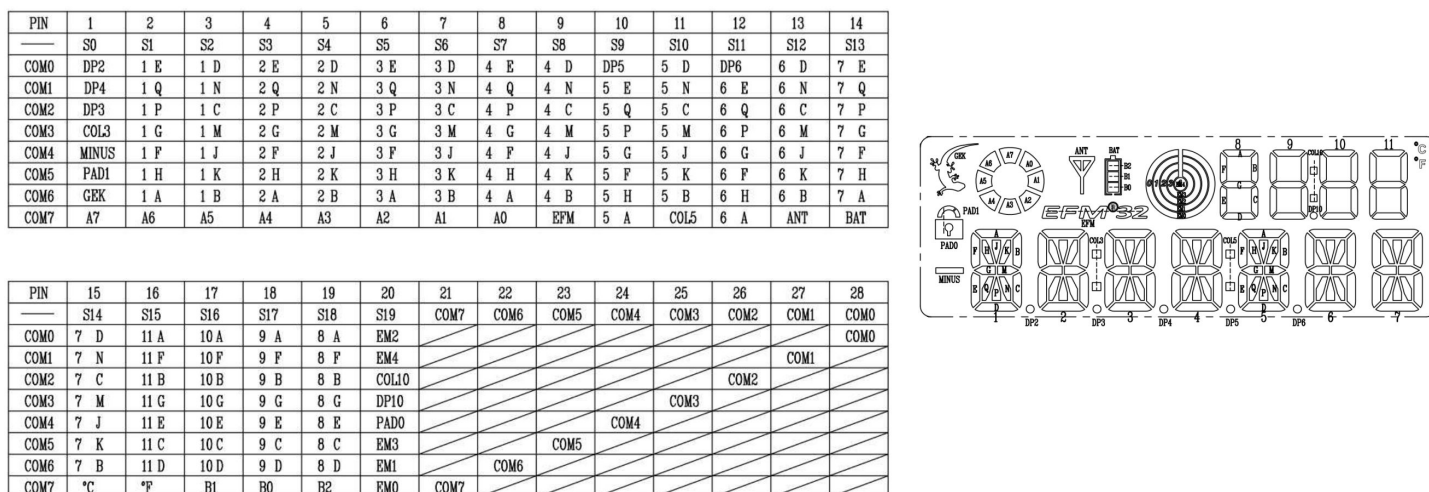 PIN 1 2 3 4 5 6 7 8 9 10 11 12 13 14
S0 S1 S2 S3 S4 S5 S6 S7 S8 S9 S10 S11 S12 S13
COM0 DP2 1 E 1 D 2 E 2 D 3 E 3 D 4 E 4 D DP5 5 D DP6 6 D 7 E
COM1 DP4 1 Q 1 N 2 Q 2 N 3 Q 3 N 4 Q 4 N 5 E 5 N 6 E 6 N 7 Q
COM2 DP3 1 P 1 C 2 P 2 C 3 P 3 C 4 P 4 C 5 Q 5 C 6 Q 6 C 7 P
COM3 COL3 1 G 1 M 2 G 2 M 3 G 3 M 4 G 4 M 5 P 5 M 6 P 6 M 7 G
COM4 MINUS 1 F 1 J 2 F 2 J 3 F 3 J 4 F 4 J 5 G 5 J 6 G 6 J 7 F
COM5 PAD1 1 H 1 K 2 H 2 K 3 H 3 K 4 H 4 K 5 F 5 K 6 F 6 K 7 H
COM6 GEK 1 A 1 B 2 A 2 B 3 A 3 B 4 A 4 B 5 H 5 B 6 H 6 B 7 A
COM7 A7 A6 A5 A4 A3 A2 A1 A0 EFM 5 A COL5 6 A ANT BAT
PIN 15 16 17 18 19 20 21 22 23 24 25 26 27 28
S14 S15 S16 S17 S18 S19 COM7 COM6 COM5 COM4 COM3 COM2 COM1 COM0
COM0 7 D 11 A 10 A 9 A 8 A EM2 COM0
COM1 7 N 11 F 10 F 9 F 8 F EM4 COM1
COM2 7 C 11 B 10 B 9 B 8 B COL10 COM2
COM3 7 M 11 G 10 G 9 G 8 G DP10 COM3
COM4 7 J 11 E 10 E 9 E 8 E PAD0 COM4
COM5 7 K 11 C 10 C 9 C 8 C EM3 COM5
COM6 7 B 11 D 10 D 9 D 8 D EM1 COM6
COM7 °C °F B1 B0 B2 EM0 COM7
8 9 10 11 °C
GEK A7 A0 A1 A2 A3 A4 A5 A6 ANT BAT B2 B1 B0 A F B G E C D COL10 °F
PAD1 EFM32 DP10
EFM
PAD0 A F H J K B COL3 COL5 A F H J K B
MINUS G M E Q P N C D G M E Q P N C D
1 DP2 2 DP3 3 DP4 4 DP5 5 DP6 6 7